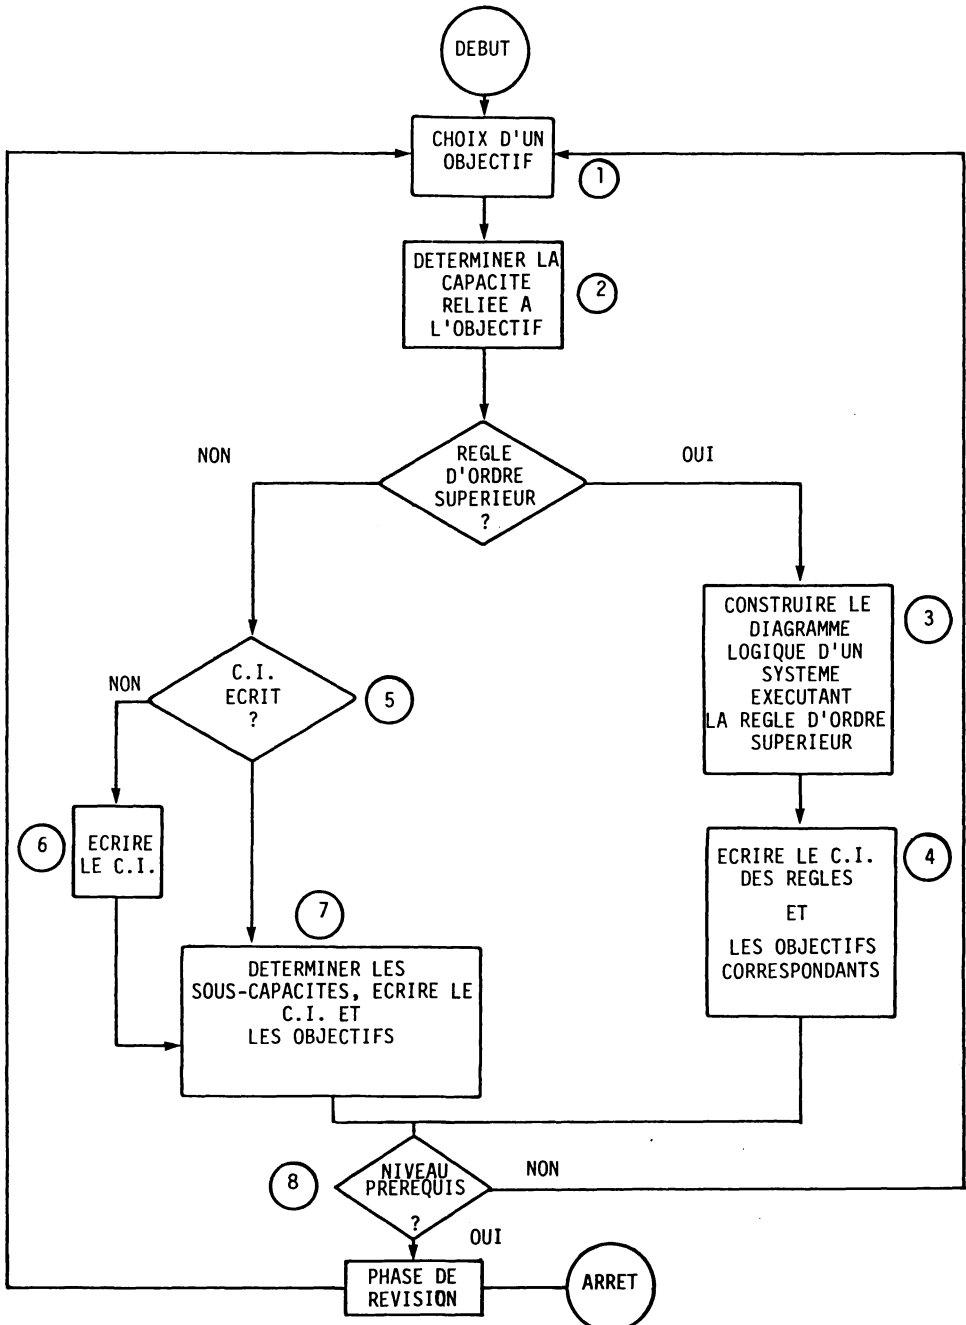 DEBUT
CHOIX D'UN
OBJECTIF
1
DETERMINER LA
CAPACITE
RELIEE A
L'OBJECTIF
2
REGLE
D'ORDRE
SUPERIEUR
?
NON
OUI
CONSTRUIRE LE
DIAGRAMME
LOGIQUE D'UN
SYSTEME
EXECUTANT
LA REGLE D'ORDRE
SUPERIEUR
3
C.I.
ECRIT
?
5
NON
ECRIRE
LE C.I.
6
ECRIRE LE C.I.
DES REGLES
ET
LES OBJECTIFS
CORRESPONDANTS
4
7
DETERMINER LES
SOUS-CAPACITES, ECRIRE LE
C.I. ET
LES OBJECTIFS
8
NIVEAU
PREREQUIS
?
NON
OUI
PHASE DE
REVISION
ARRET